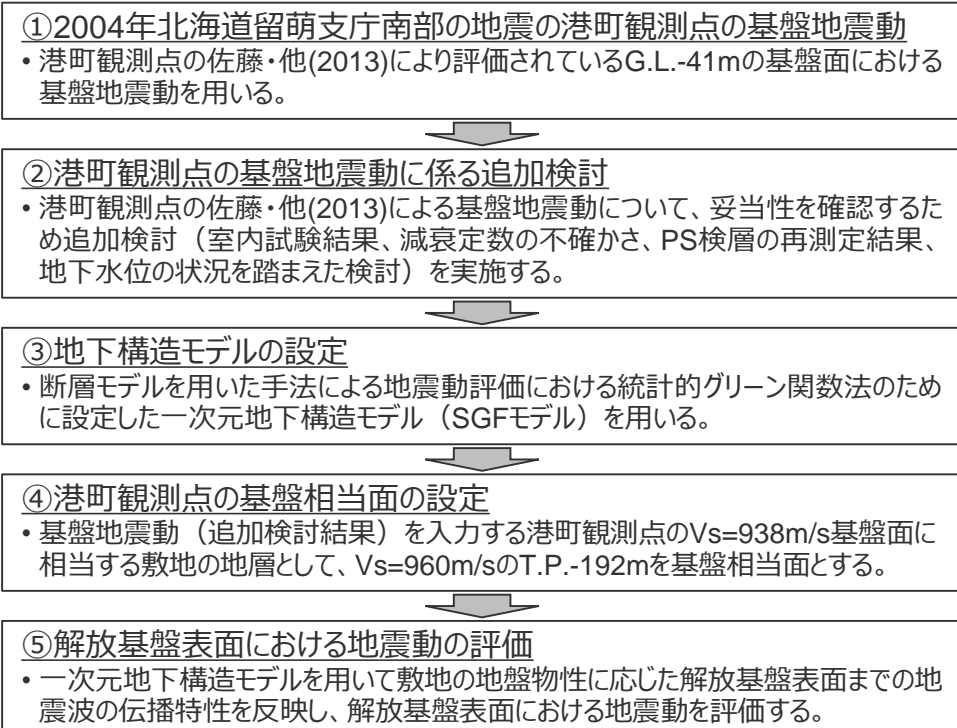 ①2004年北海道留萌支庁南部の地震の港町観測点の基盤地震動
• 港町観測点の佐藤・他(2013)により評価されているG.L.-41mの基盤面における
基盤地震動を用いる。
②港町観測点の基盤地震動に係る追加検討
• 港町観測点の佐藤・他(2013)による基盤地震動について、妥当性を確認するた
め追加検討（室内試験結果、減衰定数の不確かさ、PS検層の再測定結果、
地下水位の状況を踏まえた検討）を実施する。
③地下構造モデルの設定
• 断層モデルを用いた手法による地震動評価における統計的グリーン関数法のため
に設定した一次元地下構造モデル（SGFモデル）を用いる。
④港町観測点の基盤相当面の設定
• 基盤地震動（追加検討結果）を入力する港町観測点のVs=938m/s基盤面に
相当する敷地の地層として、Vs=960m/sのT.P.-192mを基盤相当面とする。
⑤解放基盤表面における地震動の評価
• 一次元地下構造モデルを用いて敷地の地盤物性に応じた解放基盤表面までの地
震波の伝播特性を反映し、解放基盤表面における地震動を評価する。